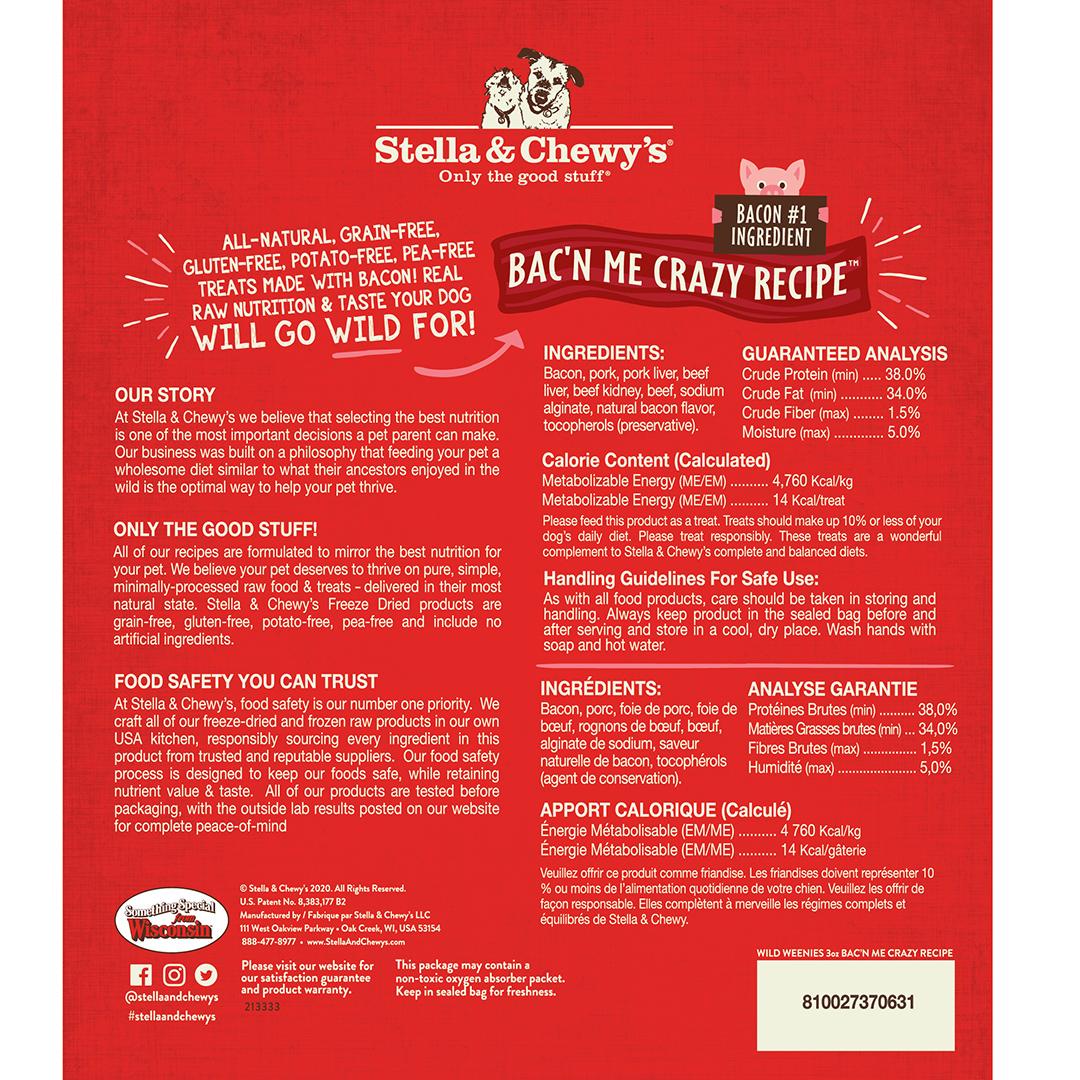 Stella & Chewy's®
Only the good stuff®
BACON #1
INGREDIENT
BAC'N ME CRAZY RECIPE™
ALL-NATURAL, GRAIN-FREE,
GLUTEN-FREE, POTATO-FREE, PEA-FREE
TREATS MADE WITH BACON! REAL
RAW NUTRITION & TASTE YOUR DOG
WILL GO WILD FOR!
OUR STORY
At Stella & Chewy's we believe that selecting the best nutrition
is one of the most important decisions a pet parent can make.
Our business was built on a philosophy that feeding your pet a
wholesome diet similar to what their ancestors enjoyed in the
wild is the optimal way to help your pet thrive.
ONLY THE GOOD STUFF!
All of our recipes are formulated to mirror the best nutrition for
your pet. We believe your pet deserves to thrive on pure, simple,
minimally-processed raw food & treats – delivered in their most
natural state. Stella & Chewy's Freeze Dried products are
grain-free, gluten-free, potato-free, pea-free and include no
artificial ingredients.
FOOD SAFETY YOU CAN TRUST
At Stella & Chewy's, food safety is our number one priority. We
craft all of our freeze-dried and frozen raw products in our own
USA kitchen, responsibly sourcing every ingredient in this
product from trusted and reputable suppliers. Our food safety
process is designed to keep our foods safe, while retaining
nutrient value & taste. All of our products are tested before
packaging, with the outside lab results posted on our website
for complete peace-of-mind
INGREDIENTS:
Bacon, pork, pork liver, beef
liver, beef kidney, beef, sodium
alginate, natural bacon flavor,
tocopherols (preservative).
GUARANTEED ANALYSIS
Crude Protein (min) ..... 38.0%
Crude Fat (min) ........... 34.0%
Crude Fiber (max) ........ 1.5%
Moisture (max) ............. 5.0%
Calorie Content (Calculated)
Metabolizable Energy (ME/EM) .......... 4,760 Kcal/kg
Metabolizable Energy (ME/EM) .......... 14 Kcal/treat
Please feed this product as a treat. Treats should make up 10% or less of your
dog's daily diet. Please treat responsibly. These treats are a wonderful
complement to Stella & Chewy's complete and balanced diets.
Handling Guidelines For Safe Use:
As with all food products, care should be taken in storing and
handling. Always keep product in the sealed bag before and
after serving and store in a cool, dry place. Wash hands with
soap and hot water.
INGRÉDIENTS:
Bacon, porc, foie de porc, foie de
bœuf, rognons de bœuf, bœuf,
alginate de sodium, saveur
naturelle de bacon, tocophérols
(agent de conservation).
ANALYSE GARANTIE
Protéines Brutes (min) .......... 38,0%
Matières Grasses brutes (min) ... 34,0%
Fibres Brutes (max) ............... 1,5%
Humidité (max) ...................... 5,0%
APPORT CALORIQUE (Calculé)
Énergie Métabolisable (EM/ME) .......... 4 760 Kcal/kg
Énergie Métabolisable (EM/ME) .......... 14 Kcal/gâterie
Veuillez offrir ce produit comme friandise. Les friandises doivent représenter 10
% ou moins de l'alimentation quotidienne de votre chien. Veuillez les offrir de
façon responsable. Elles complètent à merveille les régimes complets et
équilibrés de Stella & Chewy.
Something Special
from
Wisconsin
© Stella & Chewy's 2020. All Rights Reserved.
U.S. Patent No. 8,383,177 B2
Manufactured by / Fabrique par Stella & Chewy's LLC
111 West Oakview Parkway • Oak Creek, WI, USA 53154
888-477-8977 • www.StellaAndChewys.com
@stellaandchewys
#stellaandchewys
Please visit our website for
our satisfaction guarantee
and product warranty.
213333
This package may contain a
non-toxic oxygen absorber packet.
Keep in sealed bag for freshness.
WILD WEENIES 3oz BAC'N ME CRAZY RECIPE
810027370631